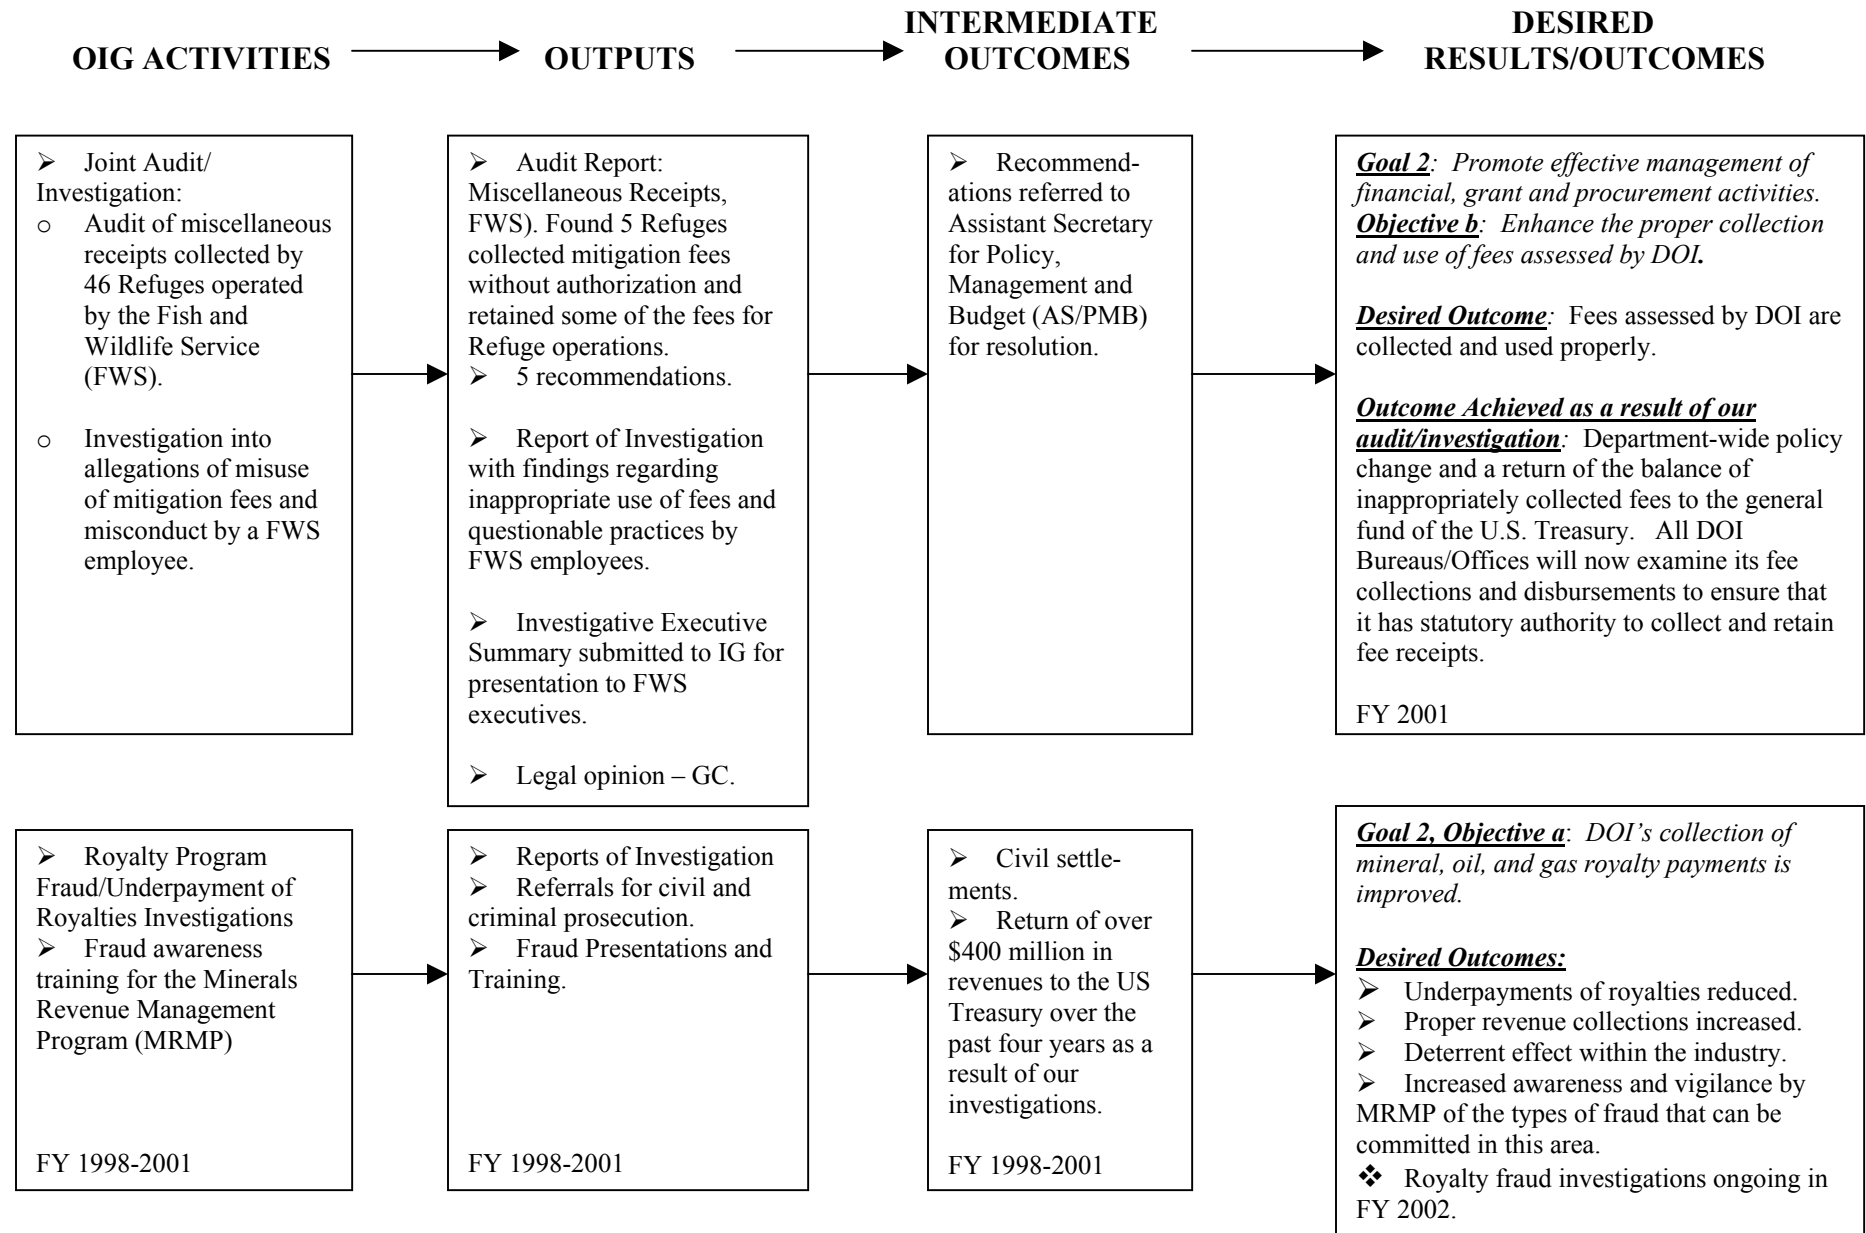 OIG ACTIVITIES
OUTPUTS
INTERMEDIATE
OUTCOMES
DESIRED
RESULTS/OUTCOMES
➢ Joint Audit/
Investigation:
o Audit of miscellaneous
receipts collected by
46 Refuges operated
by the Fish and
Wildlife Service
(FWS).
o Investigation into
allegations of misuse
of mitigation fees and
misconduct by a FWS
employee.
➢ Audit Report:
Miscellaneous Receipts,
FWS). Found 5 Refuges
collected mitigation fees
without authorization and
retained some of the fees for
Refuge operations.
➢ 5 recommendations.
➢ Report of Investigation
with findings regarding
inappropriate use of fees and
questionable practices by
FWS employees.
➢ Investigative Executive
Summary submitted to IG for
presentation to FWS
executives.
➢ Legal opinion – GC.
➢ Recommend-
ations referred to
Assistant Secretary
for Policy,
Management and
Budget (AS/PMB)
for resolution.
Goal 2: Promote effective management of
financial, grant and procurement activities.
Objective b: Enhance the proper collection
and use of fees assessed by DOI.
Desired Outcome: Fees assessed by DOI are
collected and used properly.
Outcome Achieved as a result of our
audit/investigation: Department-wide policy
change and a return of the balance of
inappropriately collected fees to the general
fund of the U.S. Treasury. All DOI
Bureaus/Offices will now examine its fee
collections and disbursements to ensure that
it has statutory authority to collect and retain
fee receipts.
FY 2001
➢ Royalty Program
Fraud/Underpayment of
Royalties Investigations
➢ Fraud awareness
training for the Minerals
Revenue Management
Program (MRMP)
FY 1998-2001
➢ Reports of Investigation
➢ Referrals for civil and
criminal prosecution.
➢ Fraud Presentations and
Training.
FY 1998-2001
➢ Civil settle-
ments.
➢ Return of over
$400 million in
revenues to the US
Treasury over the
past four years as a
result of our
investigations.
FY 1998-2001
Goal 2, Objective a: DOI’s collection of
mineral, oil, and gas royalty payments is
improved.
Desired Outcomes:
➢ Underpayments of royalties reduced.
➢ Proper revenue collections increased.
➢ Deterrent effect within the industry.
➢ Increased awareness and vigilance by
MRMP of the types of fraud that can be
committed in this area.
❖ Royalty fraud investigations ongoing in
FY 2002.